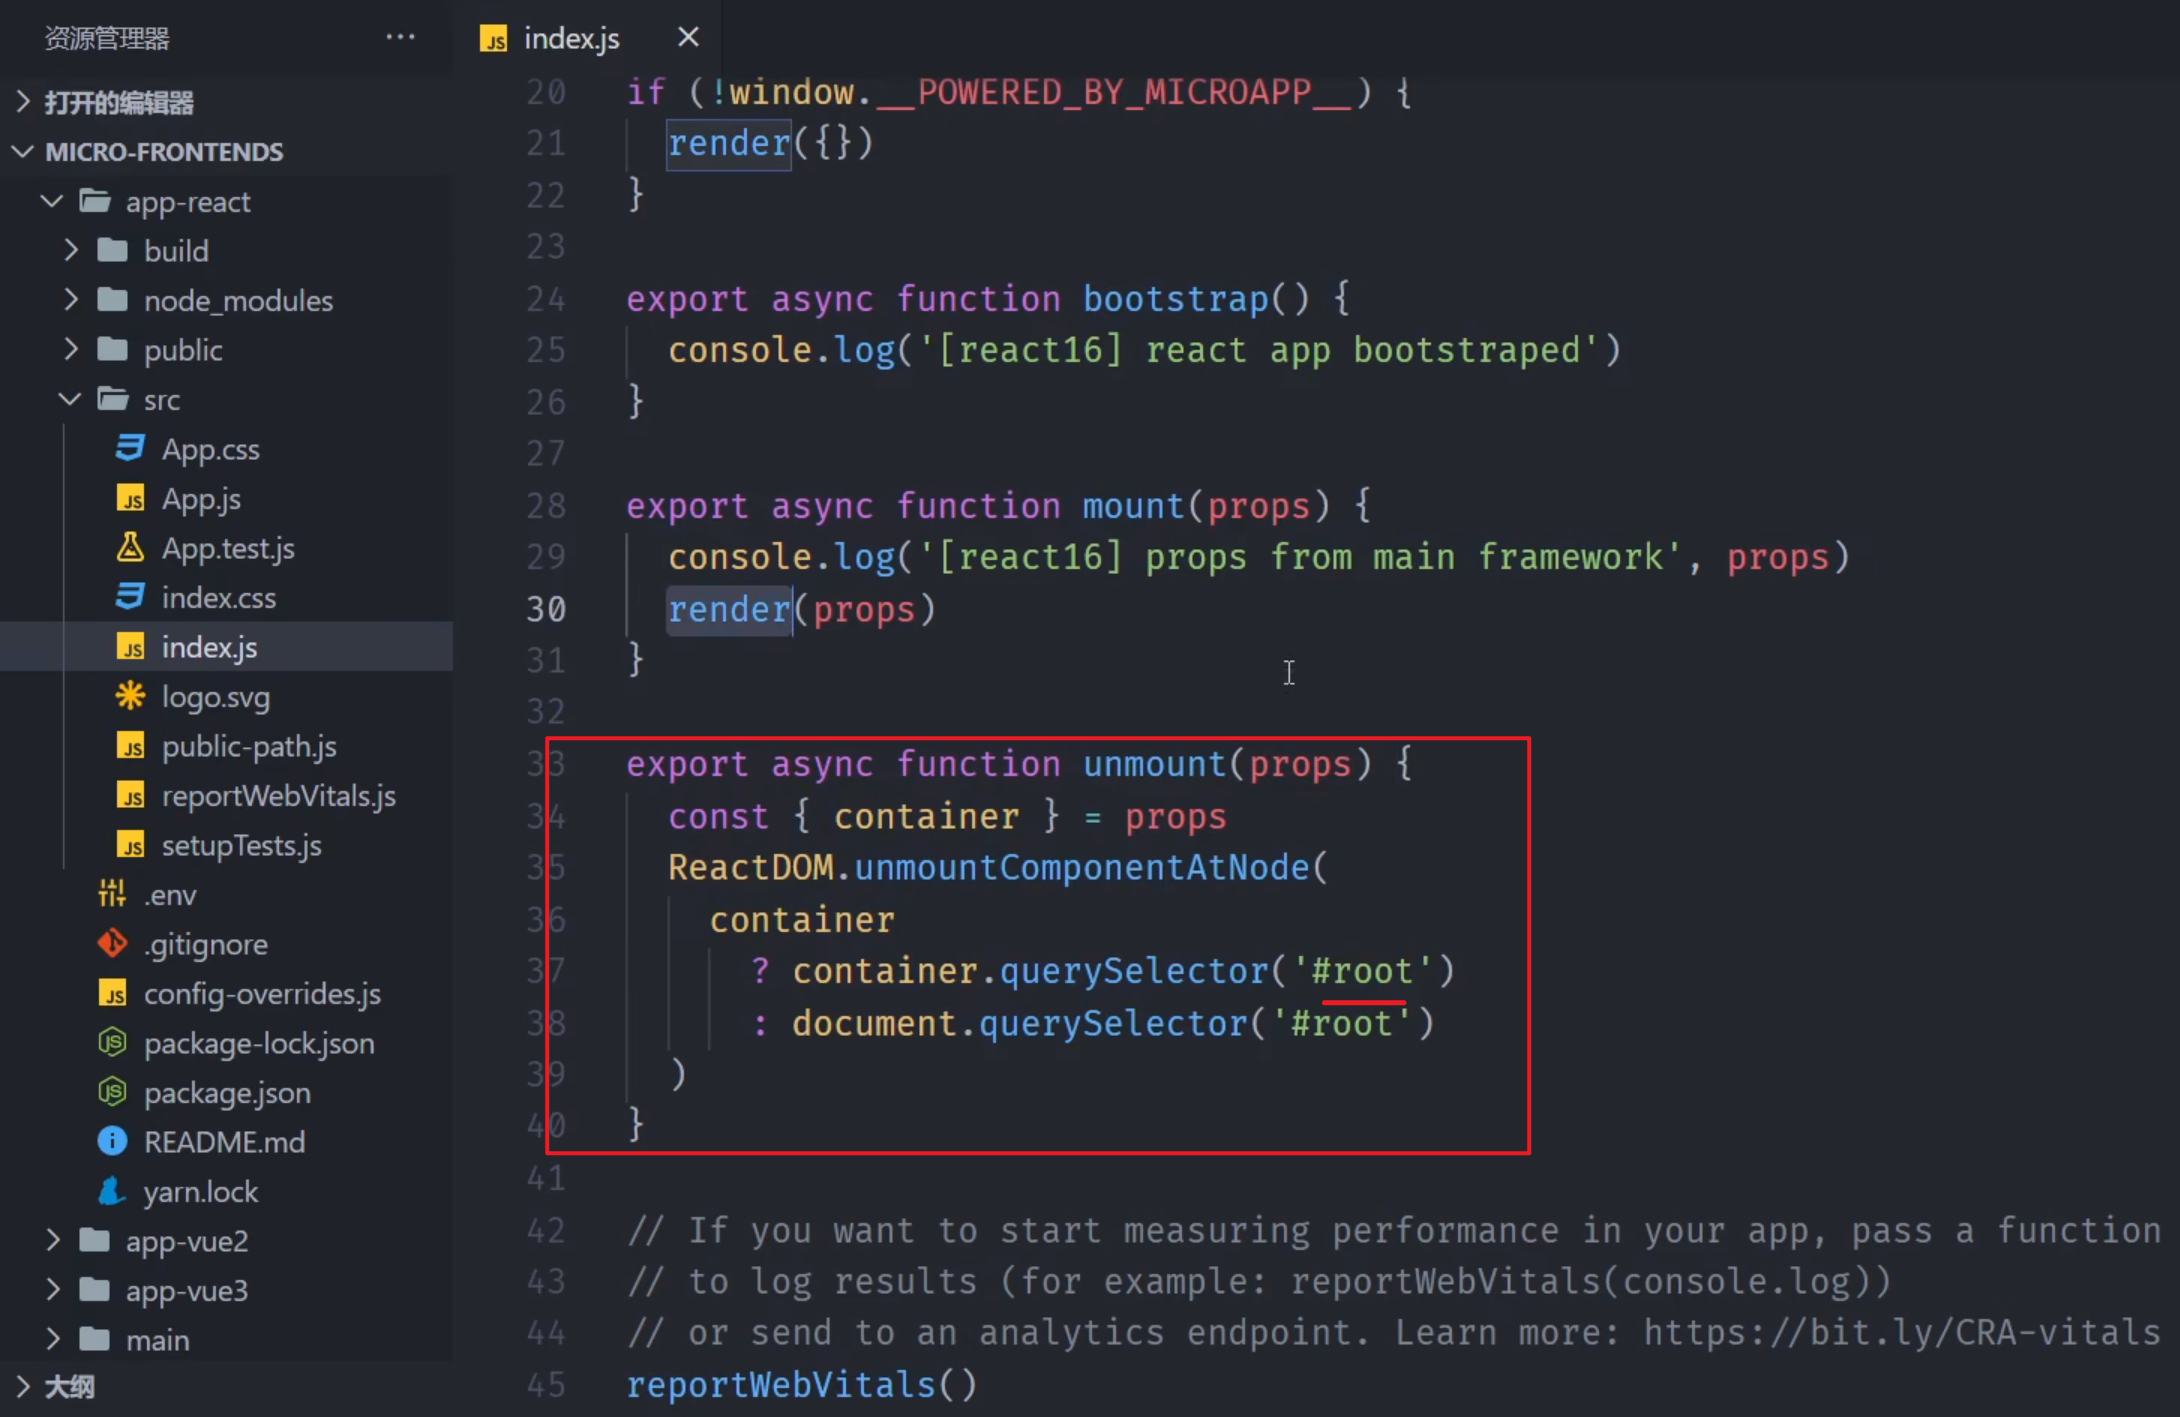 资源管理器
打开的编辑器
MICRO-FRONTENDS
app-react
build
node_modules
public
src
App.css
App.js
App.test.js
index.css
index.js
logo.svg
public-path.js
reportWebVitals.js
setupTests.js
.env
.gitignore
config-overrides.js
package-lock.json
package.json
README.md
yarn.lock
app-vue2
app-vue3
main
大纲
index.js
20 if (!window.__POWERED_BY_MICROAPP__) {
21 render({})
22 }
23
24 export async function bootstrap() {
25 console.log('[react16] react app bootstraped')
26 }
27
28 export async function mount(props) {
29 console.log('[react16] props from main framework', props)
30 render(props)
31 }
32
33 export async function unmount(props) {
34 const { container } = props
35 ReactDOM.unmountComponentAtNode(
36 container
37 ? container.querySelector('#root')
38 : document.querySelector('#root')
39 )
40 }
41
42 // If you want to start measuring performance in your app, pass a function
43 // to log results (for example: reportWebVitals(console.log))
44 // or send to an analytics endpoint. Learn more: https://bit.ly/CRA-vitals
45 reportWebVitals()